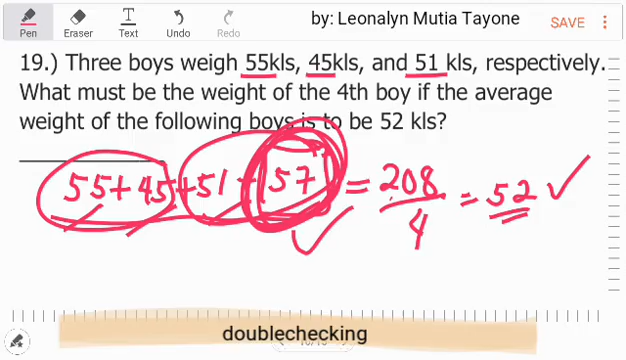 by: Leonalyn Mutia Tayone
SAVE
Pen Eraser Text Undo Redo
19.) Three boys weigh 55kls, 45kls, and 51 kls, respectively.
What must be the weight of the 4th boy if the average
weight of the following boys is to be 52 kls?
55 + 45 + 51 + 57 = 208/4 = 52 ✓
doublechecking